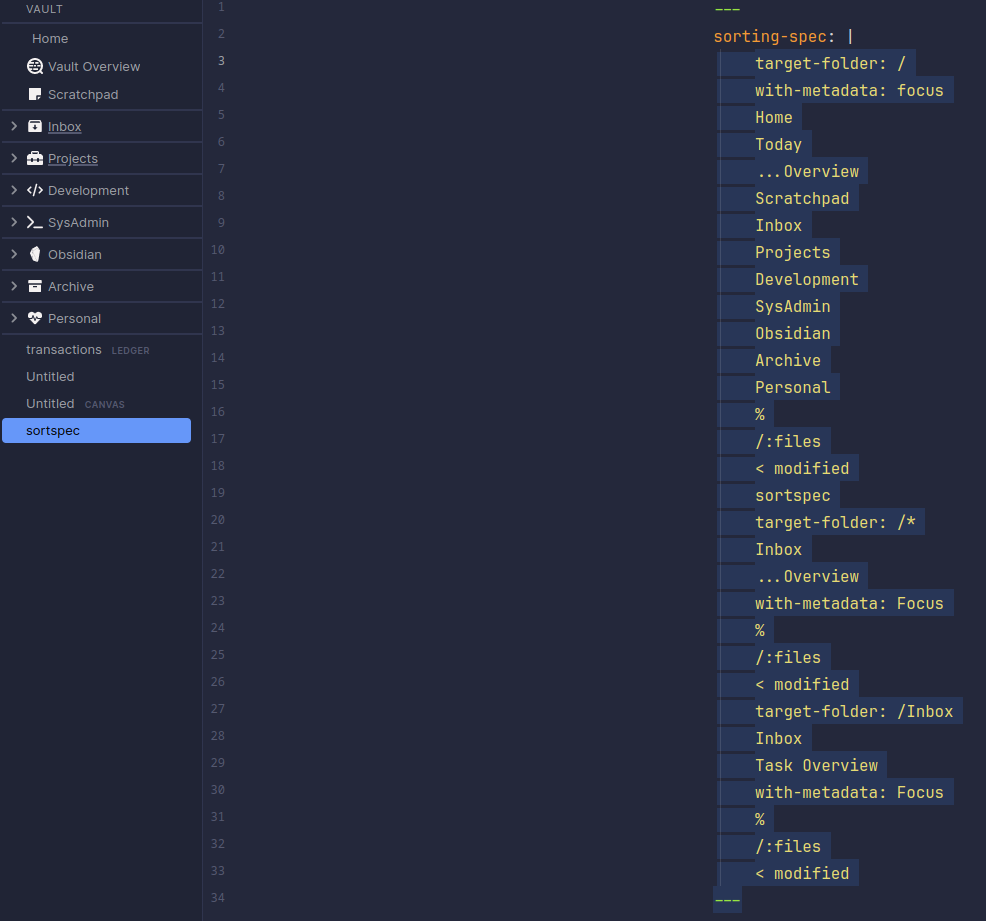 VAULT
Home
Vault Overview
Scratchpad
Inbox
Projects
Development
SysAdmin
Obsidian
Archive
Personal
transactions LEDGER
Untitled
Untitled CANVAS
sortspec
1 ---
2 sorting-spec: |
3 target-folder: /
4 with-metadata: focus
5 Home
6 Today
7 ...Overview
8 Scratchpad
9 Inbox
10 Projects
11 Development
12 SysAdmin
13 Obsidian
14 Archive
15 Personal
16 %
17 /:files
18 < modified
19 sortspec
20 target-folder: /*
21 Inbox
22 ...Overview
23 with-metadata: Focus
24 %
25 /:files
26 < modified
27 target-folder: /Inbox
28 Inbox
29 Task Overview
30 with-metadata: Focus
31 %
32 /:files
33 < modified
34 ---